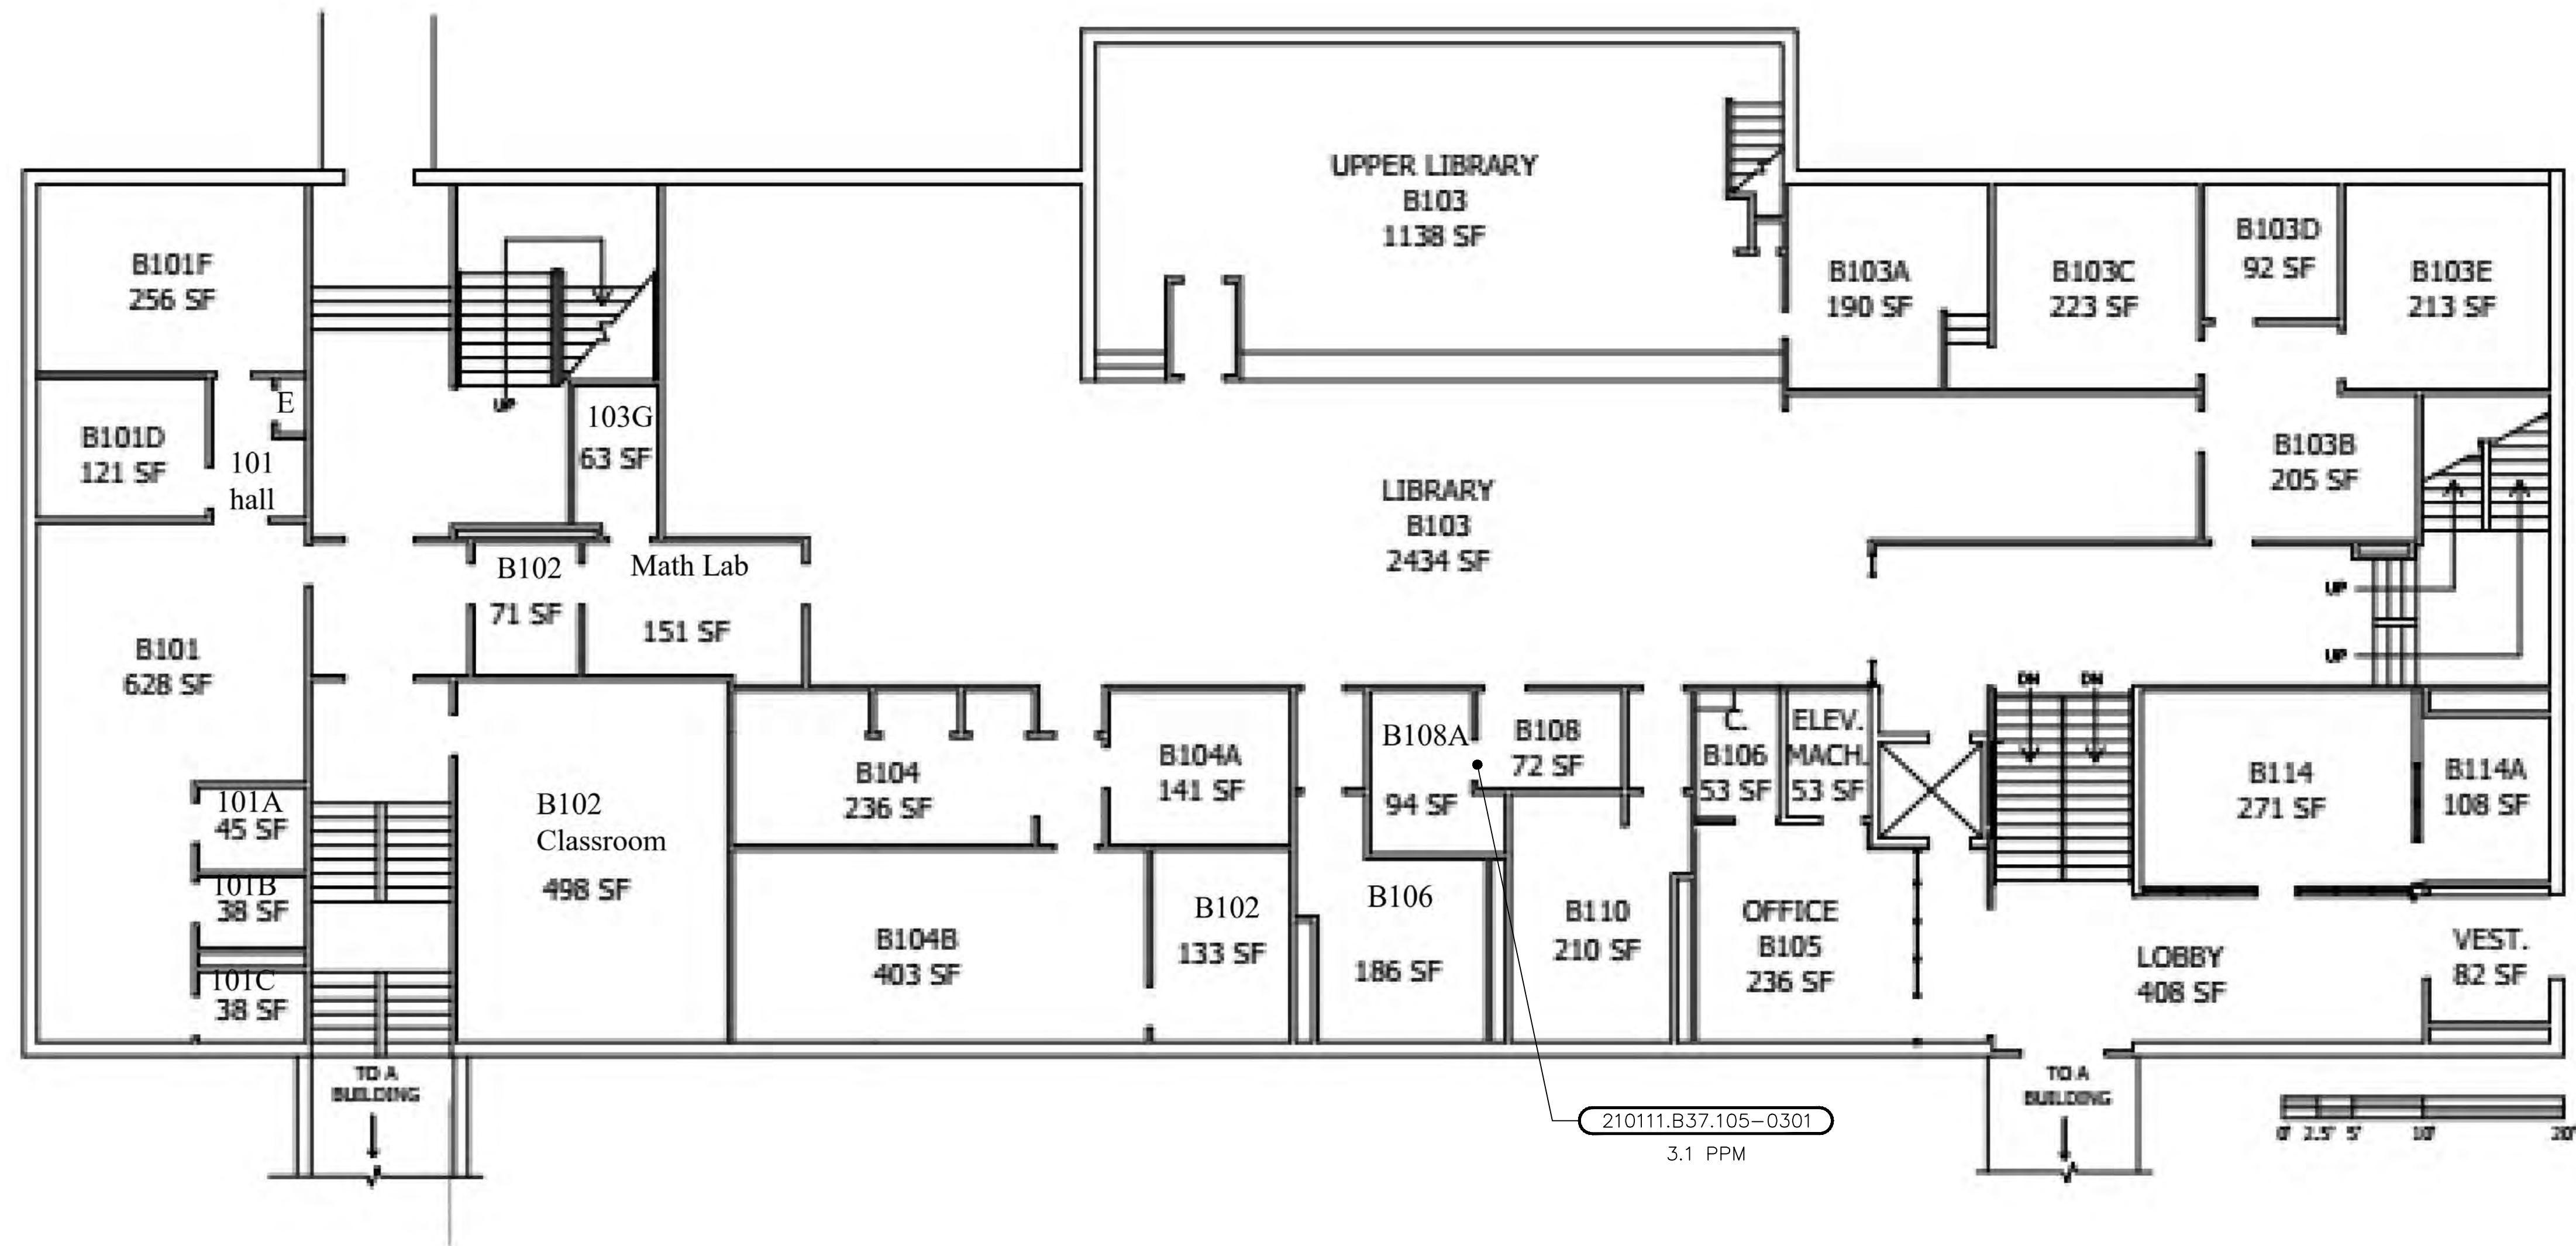 UPPER LIBRARY
B103
1138 SF
B101F
256 SF
B103A
190 SF
B103C
223 SF
B103D
92 SF
B103E
213 SF
E
UP
103G
63 SF
B101D
121 SF
101
hall
B103B
205 SF
LIBRARY
B103
2434 SF
B102
71 SF
Math Lab
151 SF
UP
UP
B101
628 SF
DN
DN
B104
236 SF
B104A
141 SF
B108A
94 SF
B108
72 SF
C.
B106
53 SF
ELEV.
MACH.
53 SF
B114
271 SF
B114A
108 SF
101A
45 SF
B102
Classroom
498 SF
101B
38 SF
101C
38 SF
B104B
403 SF
B102
133 SF
B106
186 SF
B110
210 SF
OFFICE
B105
236 SF
LOBBY
408 SF
VEST.
82 SF
TO A
BUILDING
TO A
BUILDING
210111.B37.105-0301
3.1 PPM
0' 2.5' 5' 10' 20'